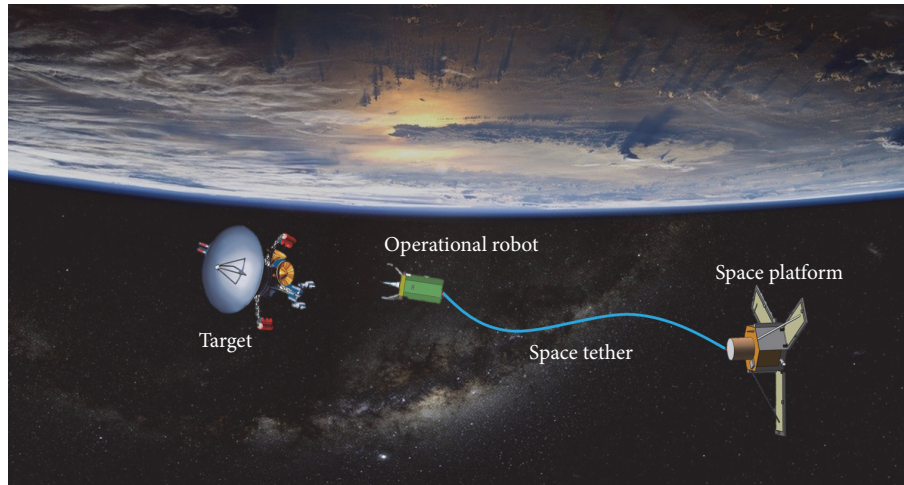 Operational robot
Space platform
Target
Space tether